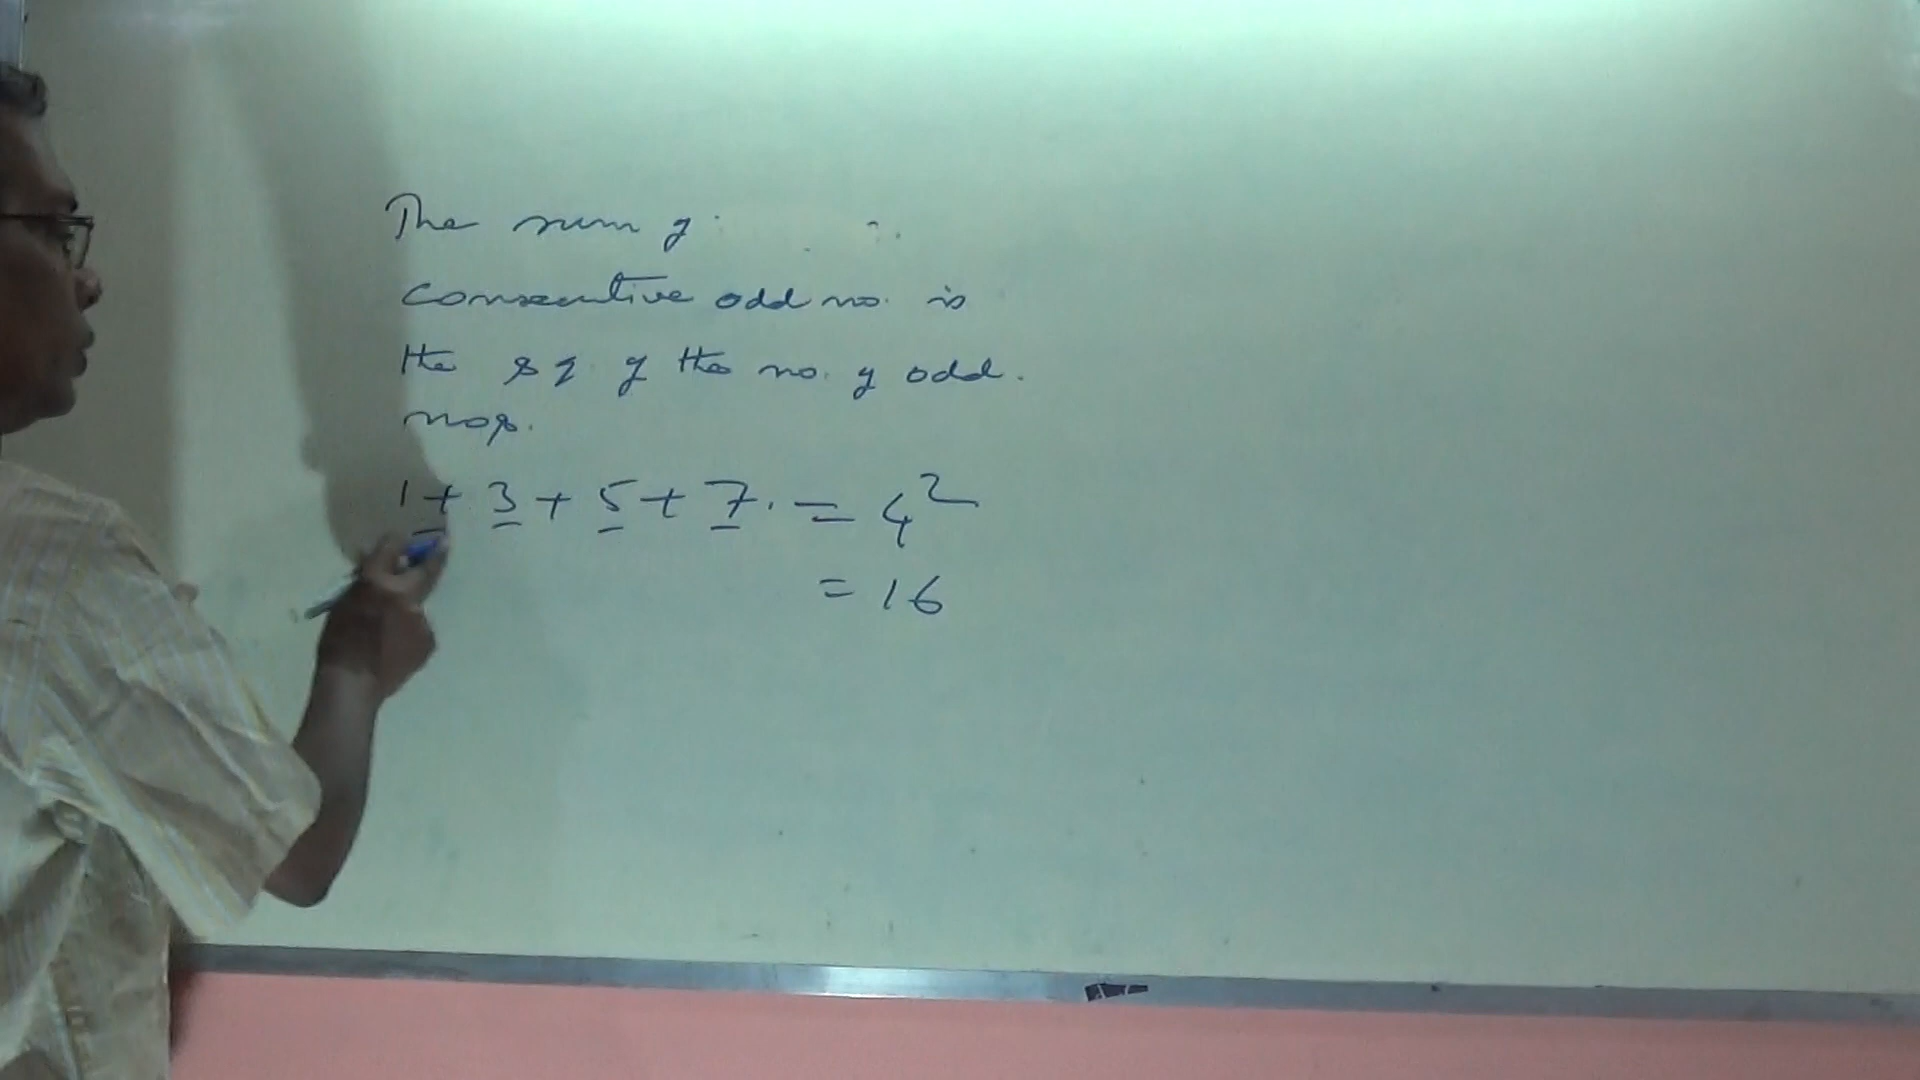 The sum of
consecutive odd no. is
the sq. of the no. of odd.
nos.
1 + 3 + 5 + 7. = 4²
= 16